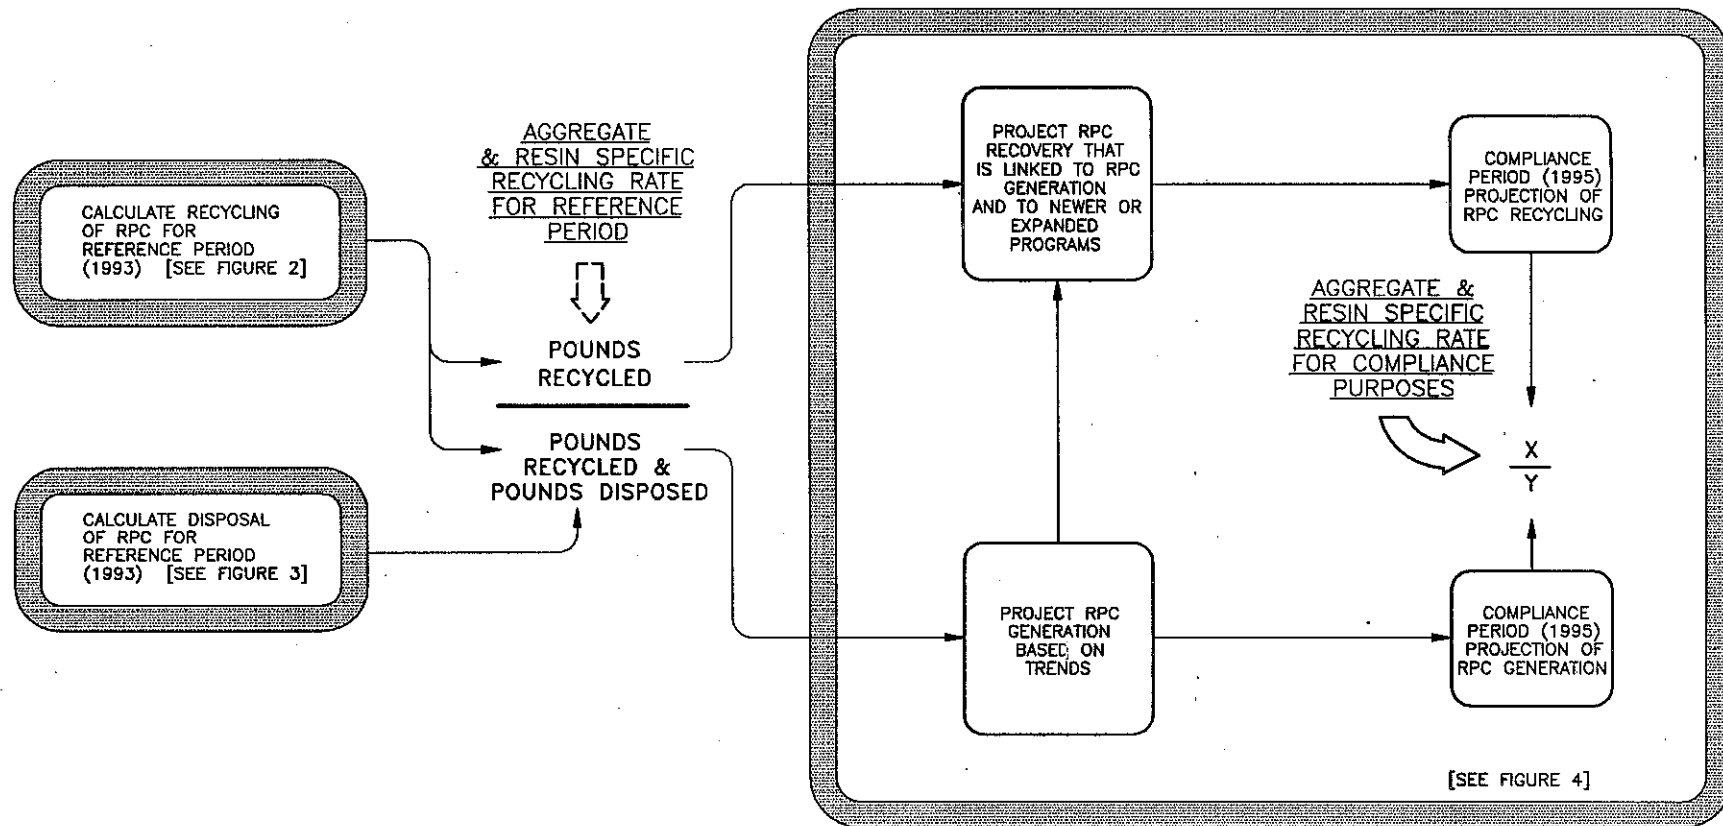 CALCULATE RECYCLING
OF RPC FOR
REFERENCE PERIOD
(1993) [SEE FIGURE 2]
CALCULATE DISPOSAL
OF RPC FOR
REFERENCE PERIOD
(1993) [SEE FIGURE 3]
AGGREGATE
& RESIN SPECIFIC
RECYCLING RATE
FOR REFERENCE
PERIOD
POUNDS
RECYCLED
POUNDS
RECYCLED &
POUNDS DISPOSED
PROJECT RPC
RECOVERY THAT
IS LINKED TO RPC
GENERATION
AND TO NEWER OR
EXPANDED
PROGRAMS
PROJECT RPC
GENERATION
BASED ON
TRENDS
COMPLIANCE
PERIOD (1995)
PROJECTION OF
RPC RECYCLING
AGGREGATE &
RESIN SPECIFIC
RECYCLING RATE
FOR COMPLIANCE
PURPOSES
X
Y
COMPLIANCE
PERIOD (1995)
PROJECTION OF
RPC GENERATION
[SEE FIGURE 4]